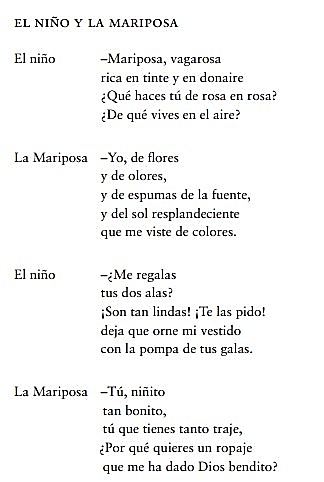 EL NIÑO Y LA MARIPOSA
El niño –Mariposa, vagarosa
rica en tinte y en donaire
¿Qué haces tú de rosa en rosa?
¿De qué vives en el aire?
La Mariposa –Yo, de flores
y de olores,
y de espumas de la fuente,
y del sol resplandeciente
que me viste de colores.
El niño –¿Me regalas
tus dos alas?
¡Son tan lindas! ¡Te las pido!
deja que orne mi vestido
con la pompa de tus galas.
La Mariposa –Tú, niñito
tan bonito,
tú que tienes tanto traje,
¿Por qué quieres un ropaje
que me ha dado Dios bendito?